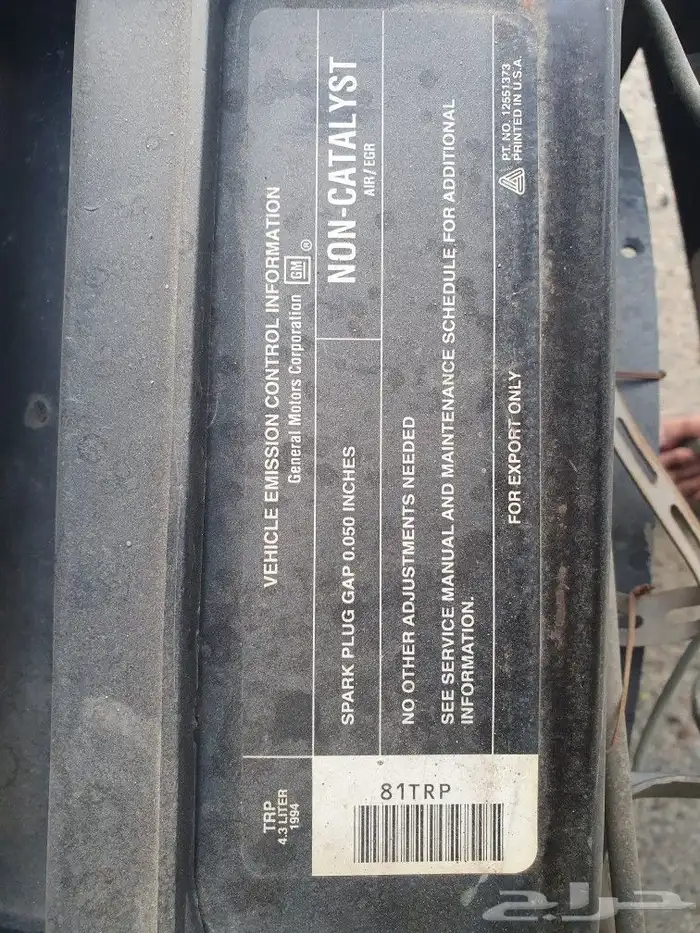 VEHICLE EMISSION CONTROL INFORMATION
General Motors Corporation GM ®
TRP
4.3 LITER
1994
SPARK PLUG GAP 0.050 INCHES
NON-CATALYST
AIR/EGR
NO OTHER ADJUSTMENTS NEEDED
SEE SERVICE MANUAL AND MAINTENANCE SCHEDULE FOR ADDITIONAL
INFORMATION.
FOR EXPORT ONLY
PT. NO. 12551373
PRINTED IN U.S.A.
81TRP
حراج